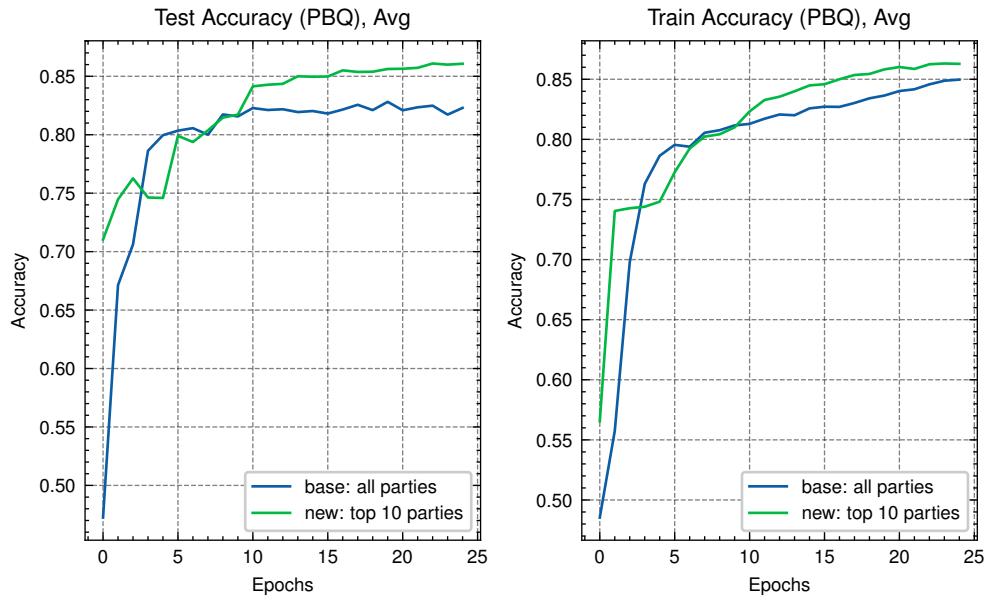 Test Accuracy (PBQ), Avg
0.85
0.80
0.75
0.70
0.65
0.60
0.55
0.50
Accuracy
0 5 10 15 20 25
Epochs
base: all parties
new: top 10 parties
Train Accuracy (PBQ), Avg
0.85
0.80
0.75
0.70
0.65
0.60
0.55
0.50
Accuracy
0 5 10 15 20 25
Epochs
base: all parties
new: top 10 parties